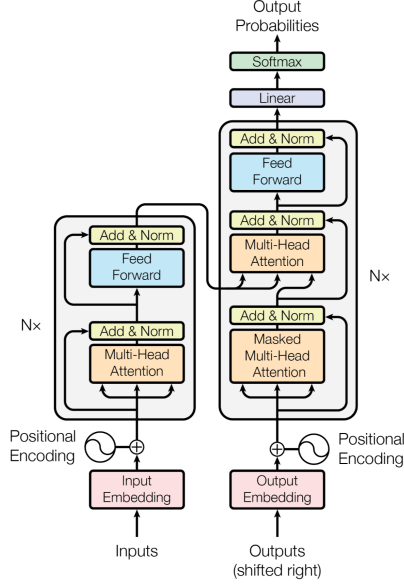 Output
Probabilities
Softmax
Linear
Add & Norm
Feed
Forward
Add & Norm
Multi-Head
Attention
Add & Norm
Masked
Multi-Head
Attention
Nx
Add & Norm
Feed
Forward
Add & Norm
Multi-Head
Attention
N×
Positional
Encoding
Positional
Encoding
Input
Embedding
Output
Embedding
Inputs
Outputs
(shifted right)